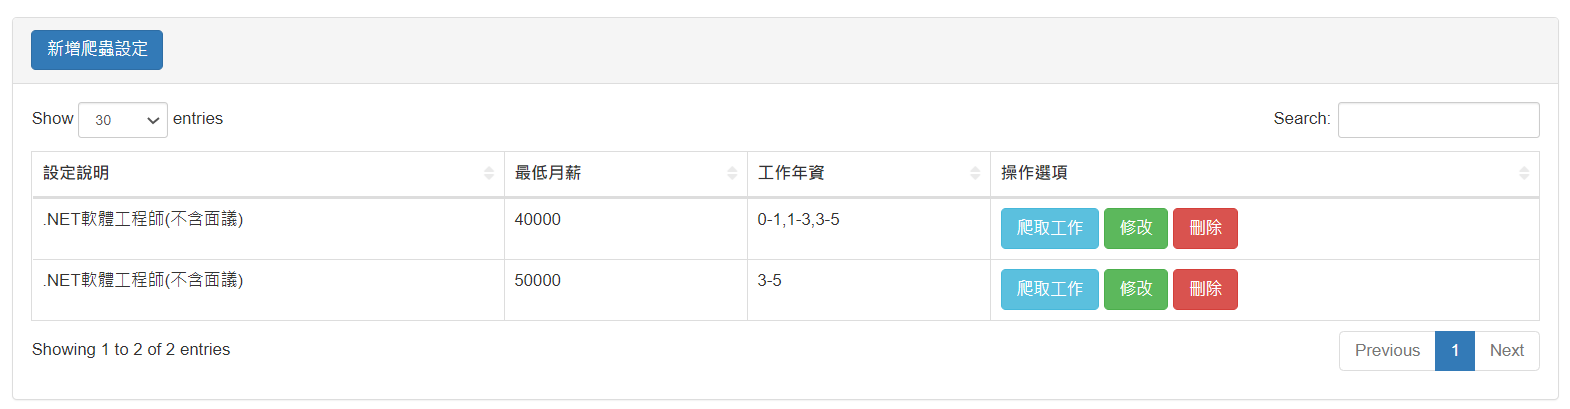 新增爬蟲設定
Show 30 entries Search:
設定說明 最低月薪 工作年資 操作選項
.NET軟體工程師(不含面議) 40000 0-1,1-3,3-5 爬取工作 修改 刪除
.NET軟體工程師(不含面議) 50000 3-5 爬取工作 修改 刪除
Showing 1 to 2 of 2 entries Previous 1 Next